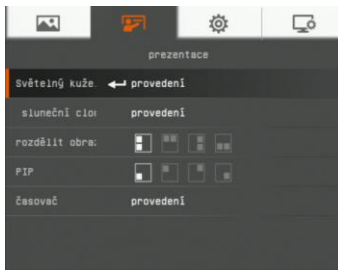 prezentace
Světelný kuže. provedení
sluneční clo provedení
rozdělit obra
PIP
časovač provedení